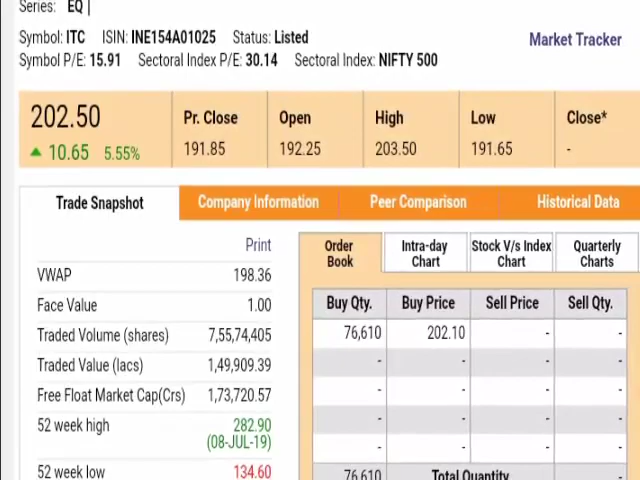 Series: EQ |
Symbol: ITC ISIN: INE154A01025 Status: Listed
Market Tracker
Symbol P/E: 15.91 Sectoral Index P/E: 30.14 Sectoral Index: NIFTY 500
202.50
10.65 5.55%
Pr. Close Open High Low Close*
191.85 192.25 203.50 191.65 -
Trade Snapshot Company Information Peer Comparison Historical Data
Print
VWAP 198.36
Face Value 1.00
Traded Volume (shares) 7,55,74,405
Traded Value (lacs) 1,49,909.39
Free Float Market Cap(Crs) 1,73,720.57
52 week high 282.90
(08-JUL-19)
52 week low 134.60
Order Book
Intra-day Chart
Stock V/s Index Chart
Quarterly Charts
Buy Qty. Buy Price Sell Price Sell Qty.
76,610 202.10 - -
- - - -
- - - -
- - - -
- - - -
76,610 Total Quantity -